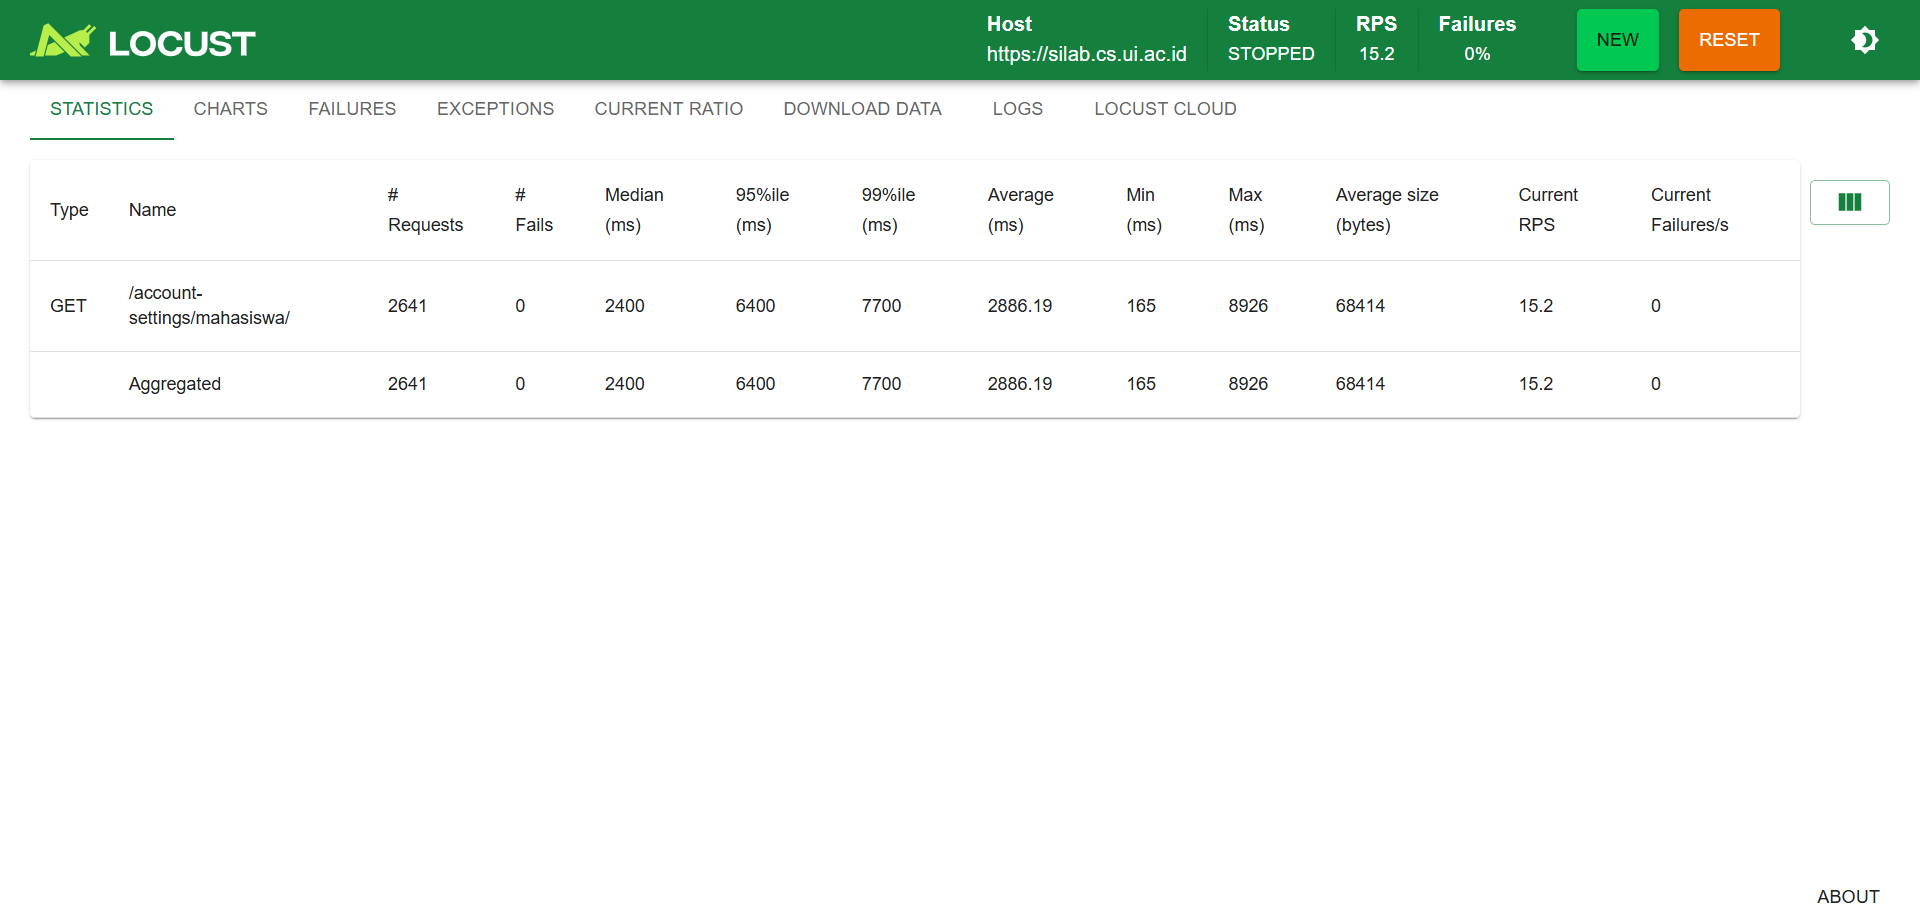 LOCUST
Host
https://silab.cs.ui.ac.id
Status
STOPPED
RPS
15.2
Failures
0%
NEW
RESET
STATISTICS CHARTS FAILURES EXCEPTIONS CURRENT RATIO DOWNLOAD DATA LOGS LOCUST CLOUD
Type Name # Requests # Fails Median (ms) 95%ile (ms) 99%ile (ms) Average (ms) Min (ms) Max (ms) Average size (bytes) Current RPS Current Failures/s
GET /account-settings/mahasiswa/ 2641 0 2400 6400 7700 2886.19 165 8926 68414 15.2 0
Aggregated 2641 0 2400 6400 7700 2886.19 165 8926 68414 15.2 0
ABOUT